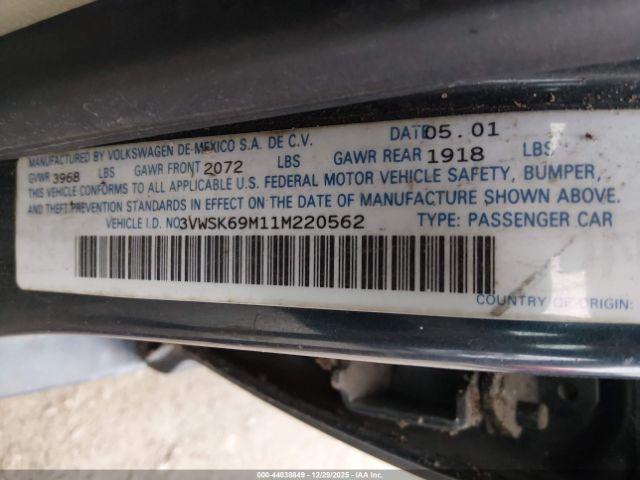 MANUFACTURED BY VOLKSWAGEN DE-MEXICO S.A. DE C.V. DATE 05.01
GVWR 3968 LBS GAWR FRONT 2072 LBS GAWR REAR 1918 LBS
THIS VEHICLE CONFORMS TO ALL APPLICABLE U.S. FEDERAL MOTOR VEHICLE SAFETY, BUMPER,
AND THEFT PREVENTION STANDARDS IN EFFECT ON THE DATE OF MANUFACTURE SHOWN ABOVE.
VEHICLE I.D. NO. 3VWSK69M11M220562 TYPE: PASSENGER CAR
COUNTRY OF ORIGIN:
000-44038849 | 12/29/2025 | IAA Inc.